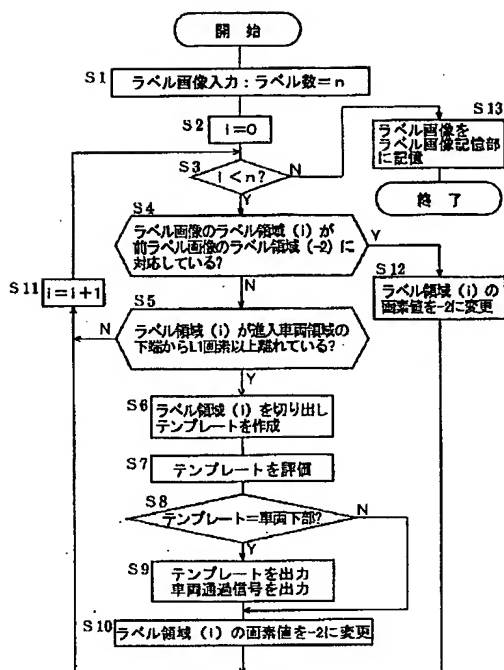 開始
S1
ラベル画像入力:ラベル数=n
S2
i=0
S13
ラベル画像を
ラベル画像記憶部
に記憶
S3
i<n?
N
Y
終了
S4
ラベル画像のラベル領域(i)が
前ラベル画像のラベル領域(-2)に
対応している?
Y
N
S11
i=i+1
S12
ラベル領域(i)の
画素値を-2に変更
S5
ラベル領域(i)が進入車両領域の
下端からL1画素以上離れている?
N
Y
S6
ラベル領域(i)を切り出し
テンプレートを作成
S7
テンプレートを評価
S8
テンプレート=車両下部?
N
Y
S9
テンプレートを出力
車両通過信号を出力
S10
ラベル領域(i)の画素値を-2に変更